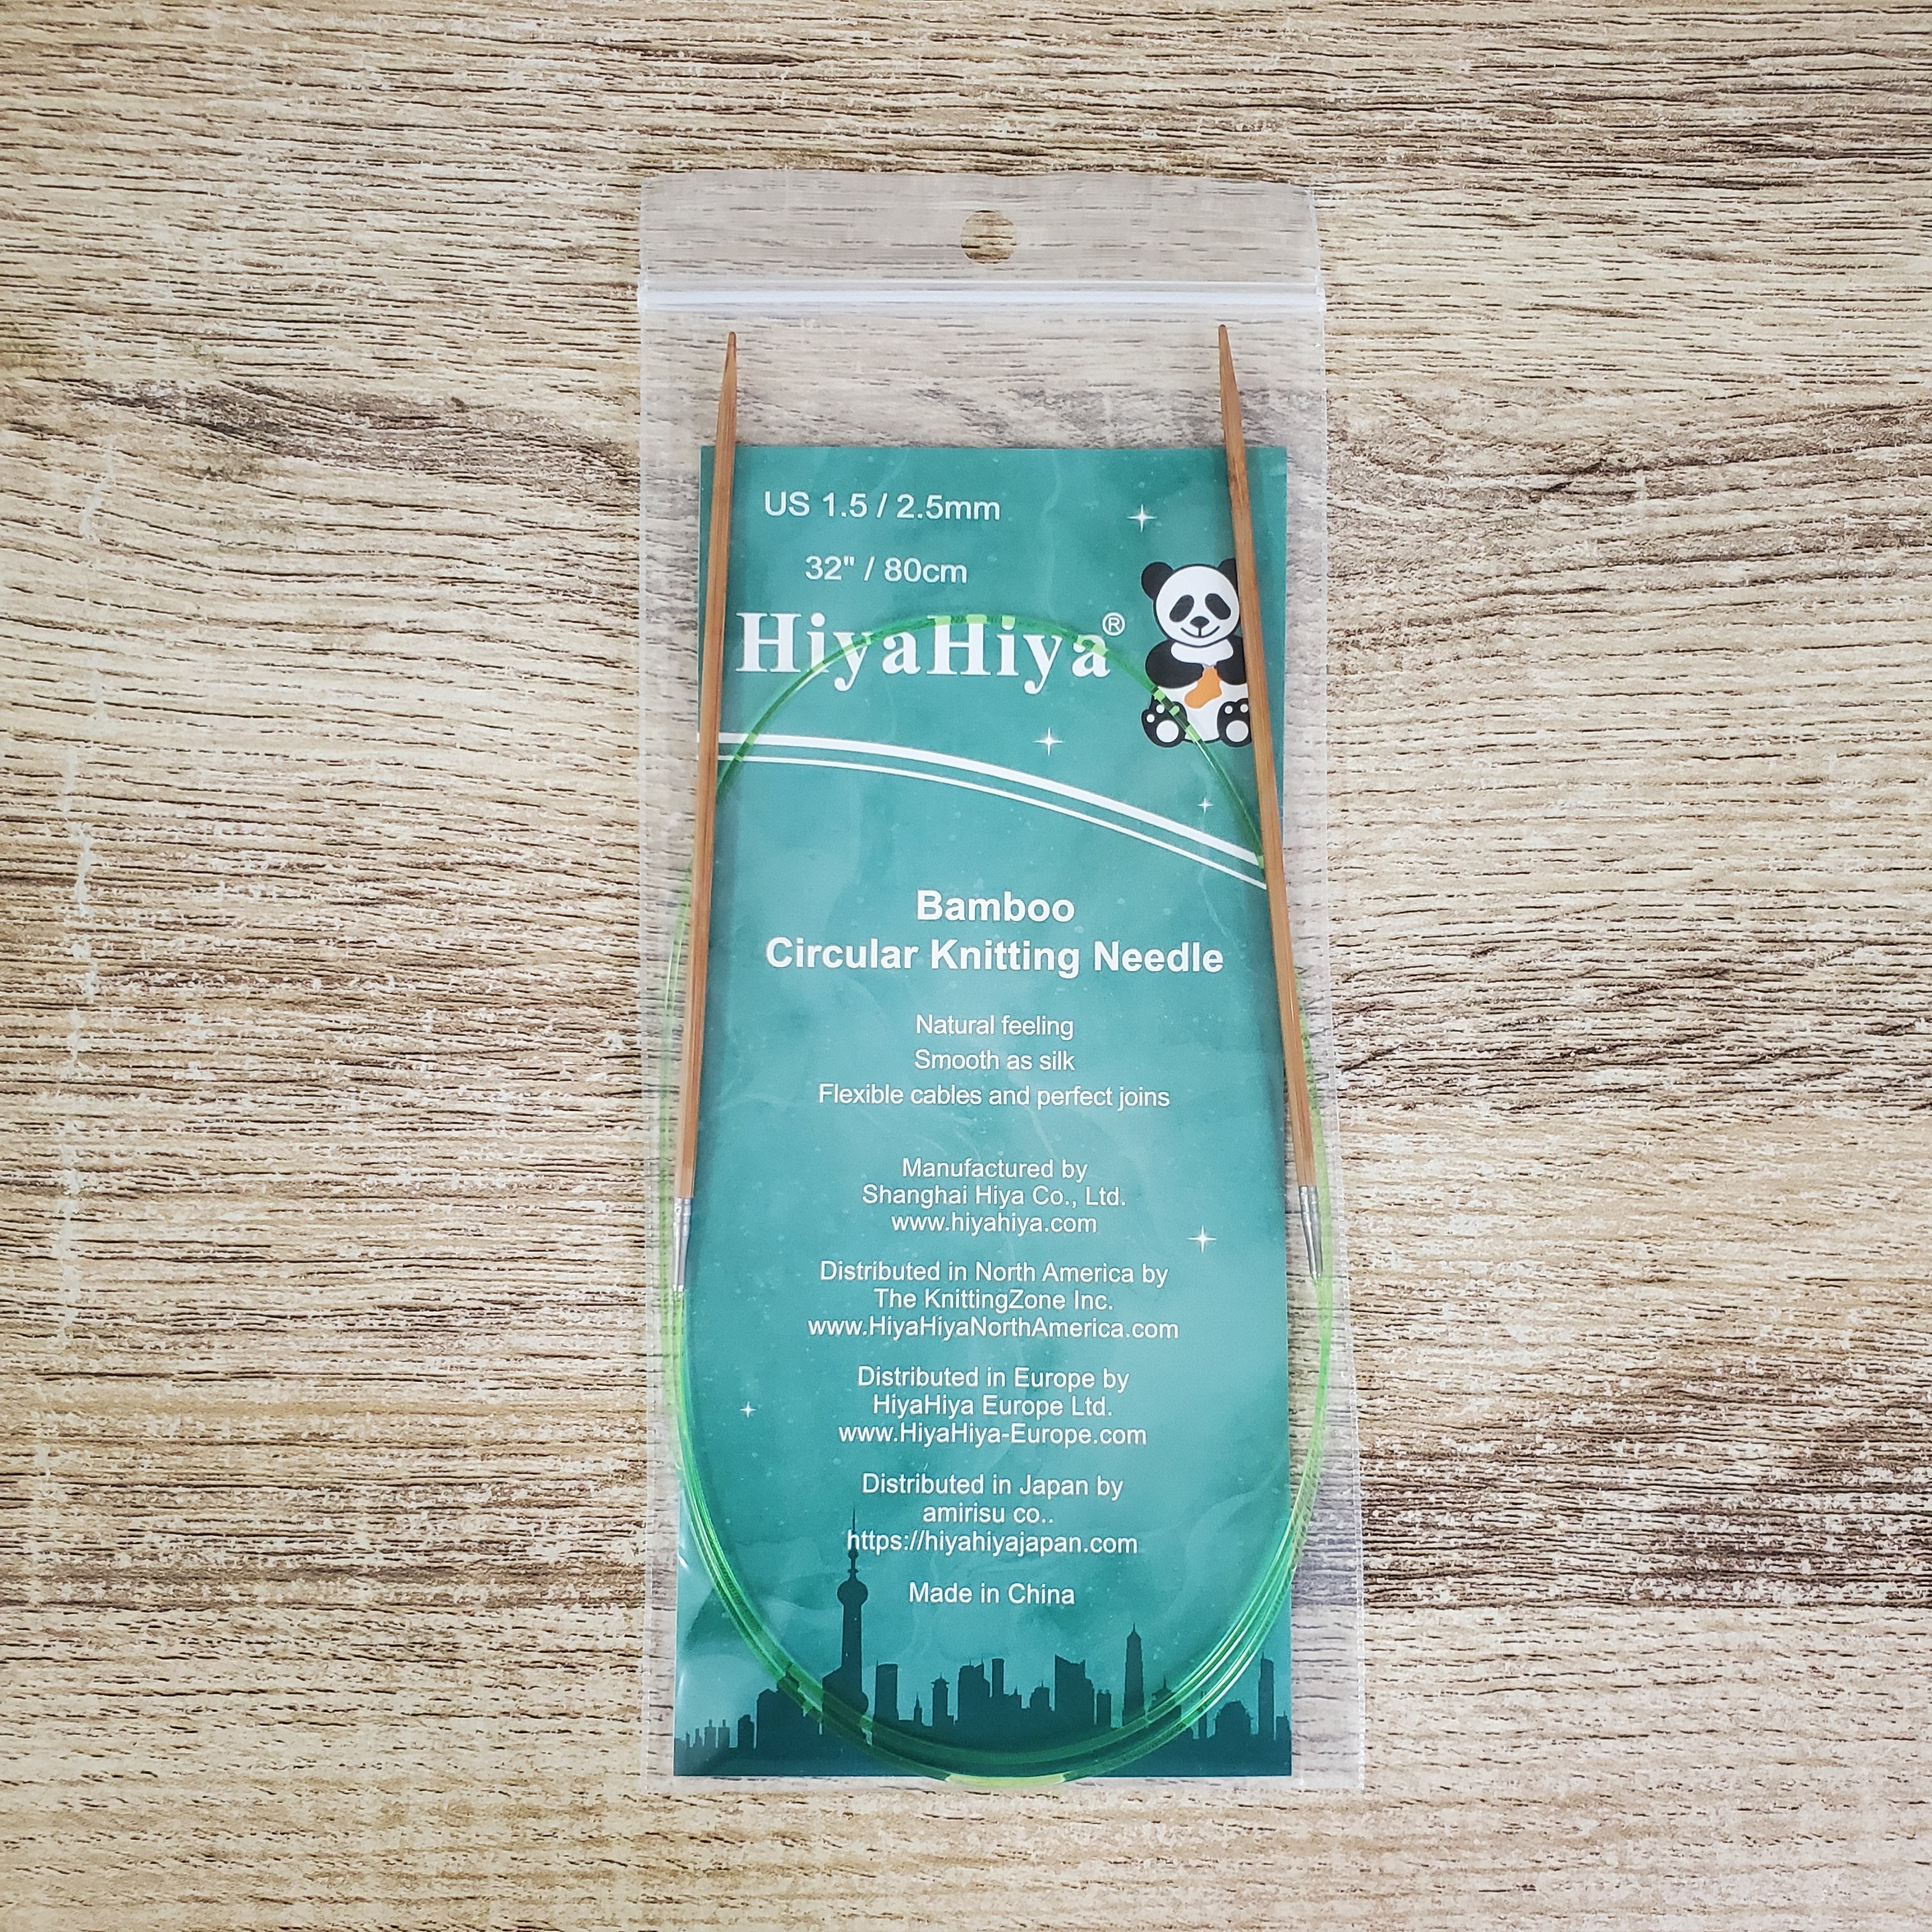 US 1.5 / 2.5mm
32" / 80cm
HiyaHiya®
Bamboo
Circular Knitting Needle
Natural feeling
Smooth as silk
Flexible cables and perfect joins
Manufactured by
Shanghai Hiya Co., Ltd.
www.hiyahiya.com
Distributed in North America by
The KnittingZone Inc.
www.HiyaHiyaNorthAmerica.com
Distributed in Europe by
HiyaHiya Europe Ltd.
www.HiyaHiya-Europe.com
Distributed in Japan by
amirisu co..
https://hiyahiyajapan.com
Made in China